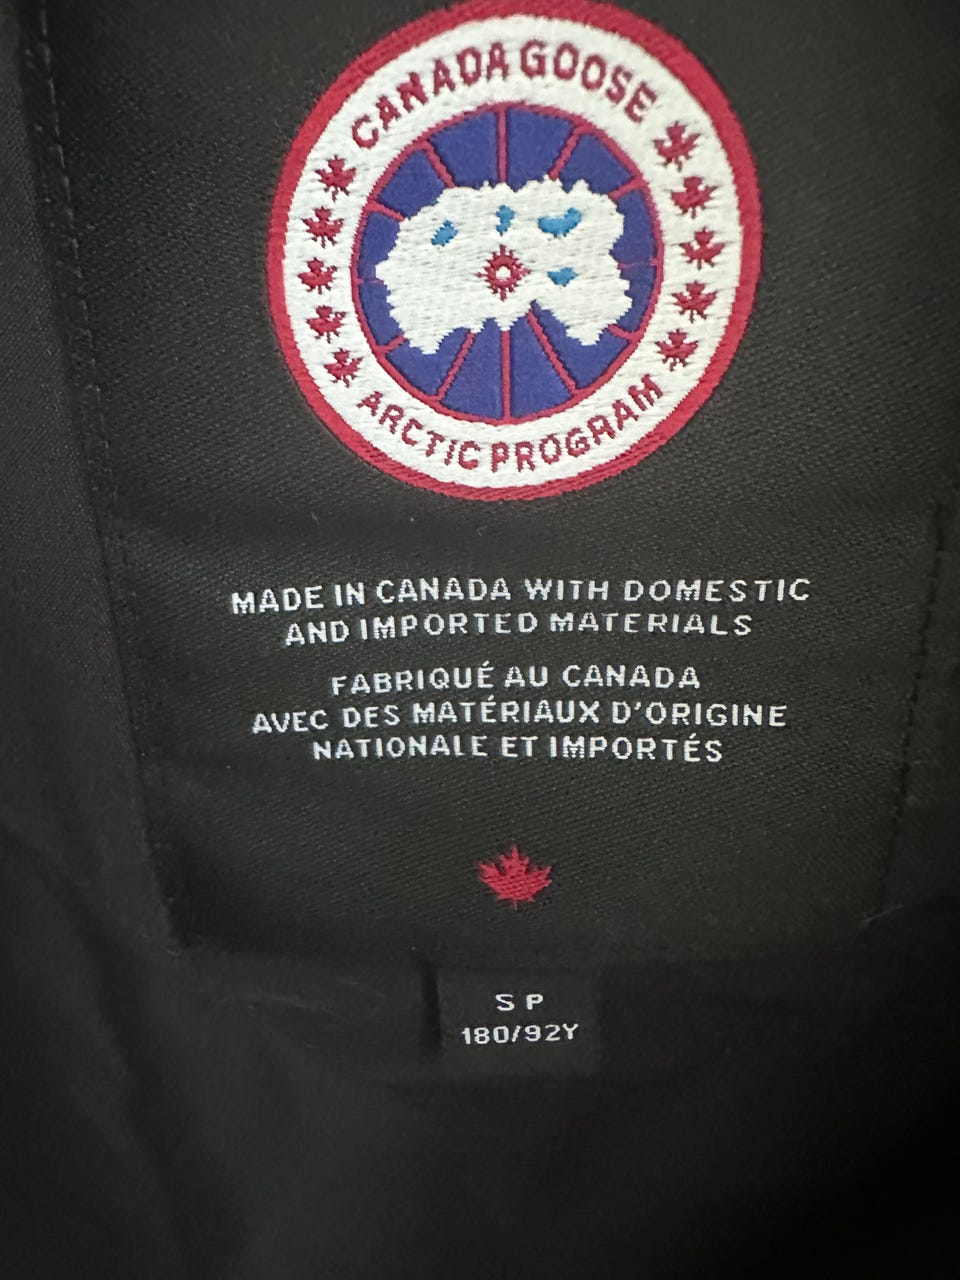 CANADA GOOSE
ARCTIC PROGRAM
MADE IN CANADA WITH DOMESTIC
AND IMPORTED MATERIALS
FABRIQUÉ AU CANADA
AVEC DES MATÉRIAUX D'ORIGINE
NATIONALE ET IMPORTÉS
S P
180/92Y